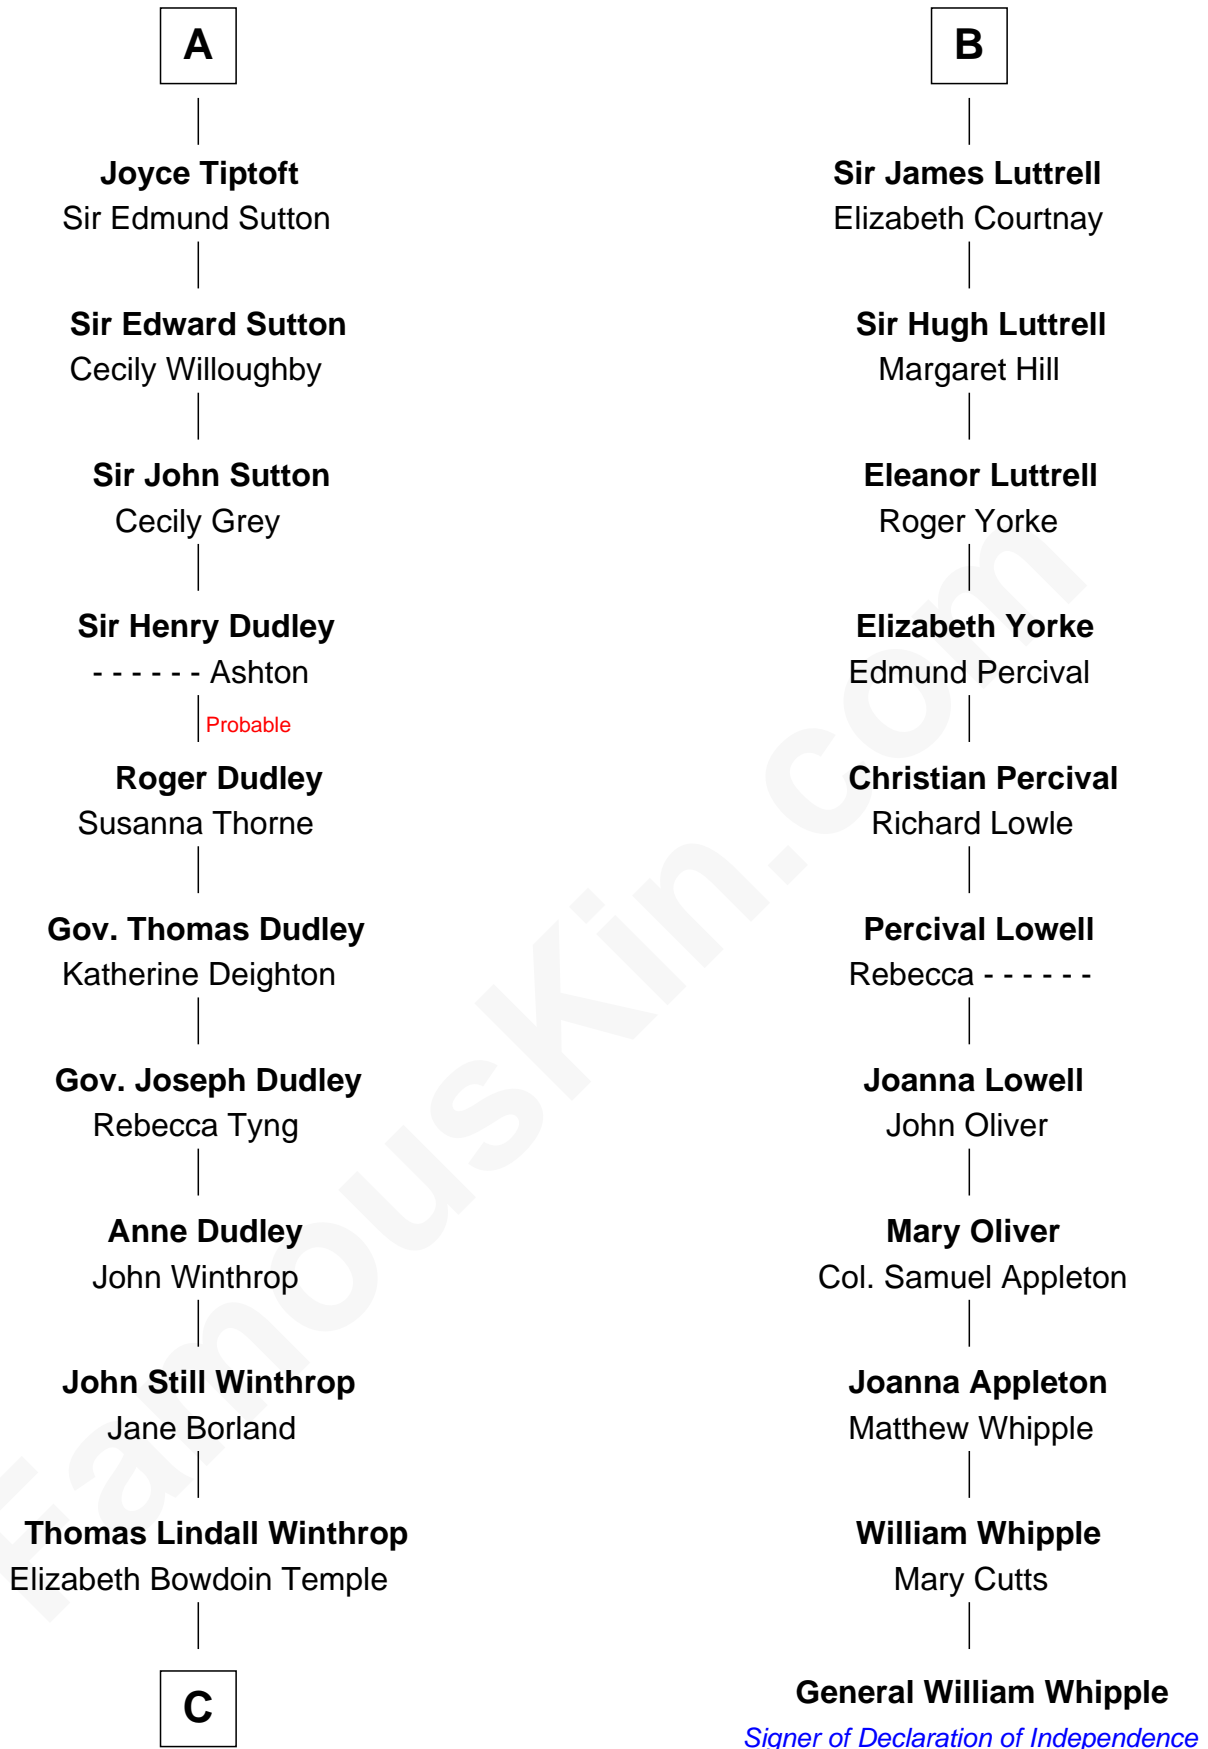 A
Joyce Tiptoft
Sir Edmund Sutton
Sir Edward Sutton
Cecily Willoughby
Sir John Sutton
Cecily Grey
Sir Henry Dudley
- - - - - - Ashton
Probable
Roger Dudley
Susanna Thorne
Gov. Thomas Dudley
Katherine Deighton
Gov. Joseph Dudley
Rebecca Tyng
Anne Dudley
John Winthrop
John Still Winthrop
Jane Borland
Thomas Lindall Winthrop
Elizabeth Bowdoin Temple
C
B
Sir James Luttrell
Elizabeth Courtnay
Sir Hugh Luttrell
Margaret Hill
Eleanor Luttrell
Roger Yorke
Elizabeth Yorke
Edmund Percival
Christian Percival
Richard Lowle
Percival Lowell
Rebecca - - - - - -
Joanna Lowell
John Oliver
Mary Oliver
Col. Samuel Appleton
Joanna Appleton
Matthew Whipple
William Whipple
Mary Cutts
General William Whipple
Signer of Declaration of Independence
FamousKin.com